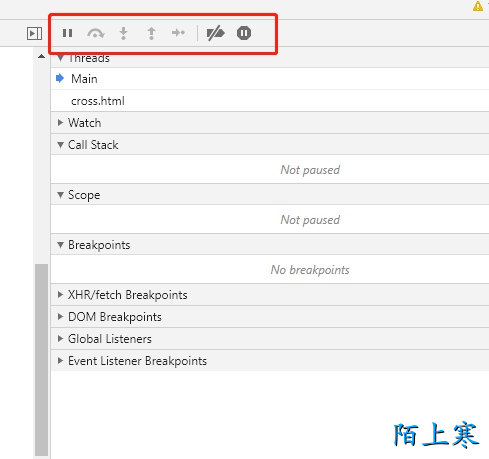 Threads
Main
cross.html
Watch
Call Stack
Not paused
Scope
Not paused
Breakpoints
No breakpoints
XHR/fetch Breakpoints
DOM Breakpoints
Global Listeners
Event Listener Breakpoints
陌上寒